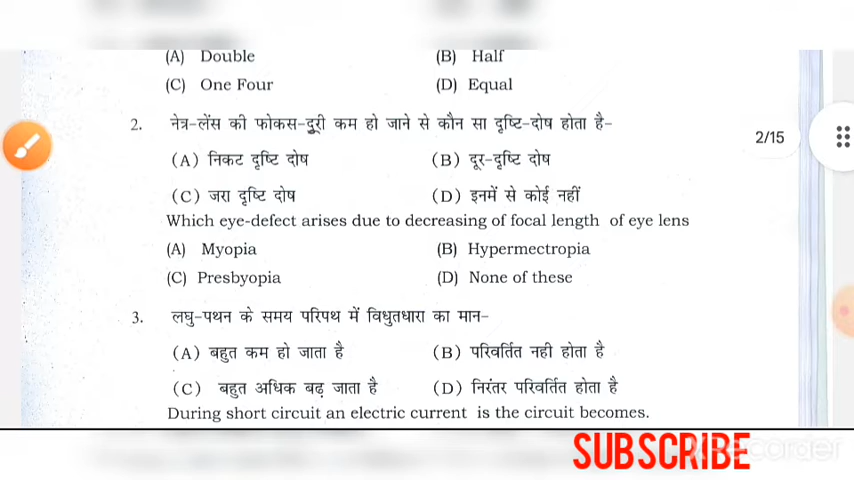 (A) Double (B) Half
(C) One Four (D) Equal
2. नेत्र-लेंस की फोकस-दूरी कम हो जाने से कौन सा दृष्टि-दोष होता है-
(A) निकट दृष्टि दोष (B) दूर-दृष्टि दोष
(C) जरा दृष्टि दोष (D) इनमें से कोई नहीं
Which eye-defect arises due to decreasing of focal length of eye lens
(A) Myopia (B) Hypermectropia
(C) Presbyopia (D) None of these
3. लघु-पथन के समय परिपथ में विधुतधारा का मान-
(A) बहुत कम हो जाता है (B) परिवर्तित नही होता है
(C) बहुत अधिक बढ़ जाता है (D) निरंतर परिवर्तित होता है
During short circuit an electric current is the circuit becomes.
2/15
SUBSCRIBE